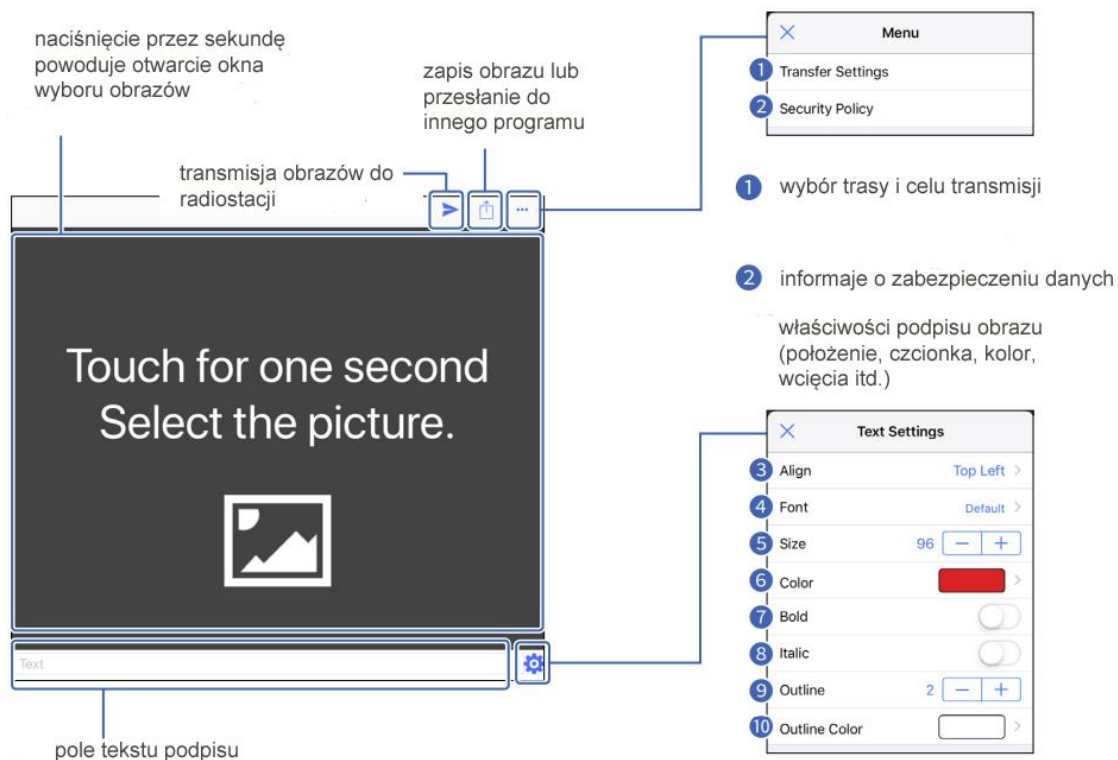 naciśnięcie przez sekundę
powoduje otwarcie okna
wyboru obrazów
zapis obrazu lub
przesłanie do
innego programu
transmisja obrazów do
radiostacji
Touch for one second
Select the picture.
Text
pole tekstu podpisu
Menu
1 Transfer Settings
2 Security Policy
1 wybór trasy i celu transmisji
2 informaje o zabezpieczeniu danych
właściwości podpisu obrazu
(położenie, czcionka, kolor,
wcięcia itd.)
Text Settings
3 Align Top Left
4 Font Default
5 Size 96 − +
6 Color
7 Bold
8 Italic
9 Outline 2 − +
10 Outline Color